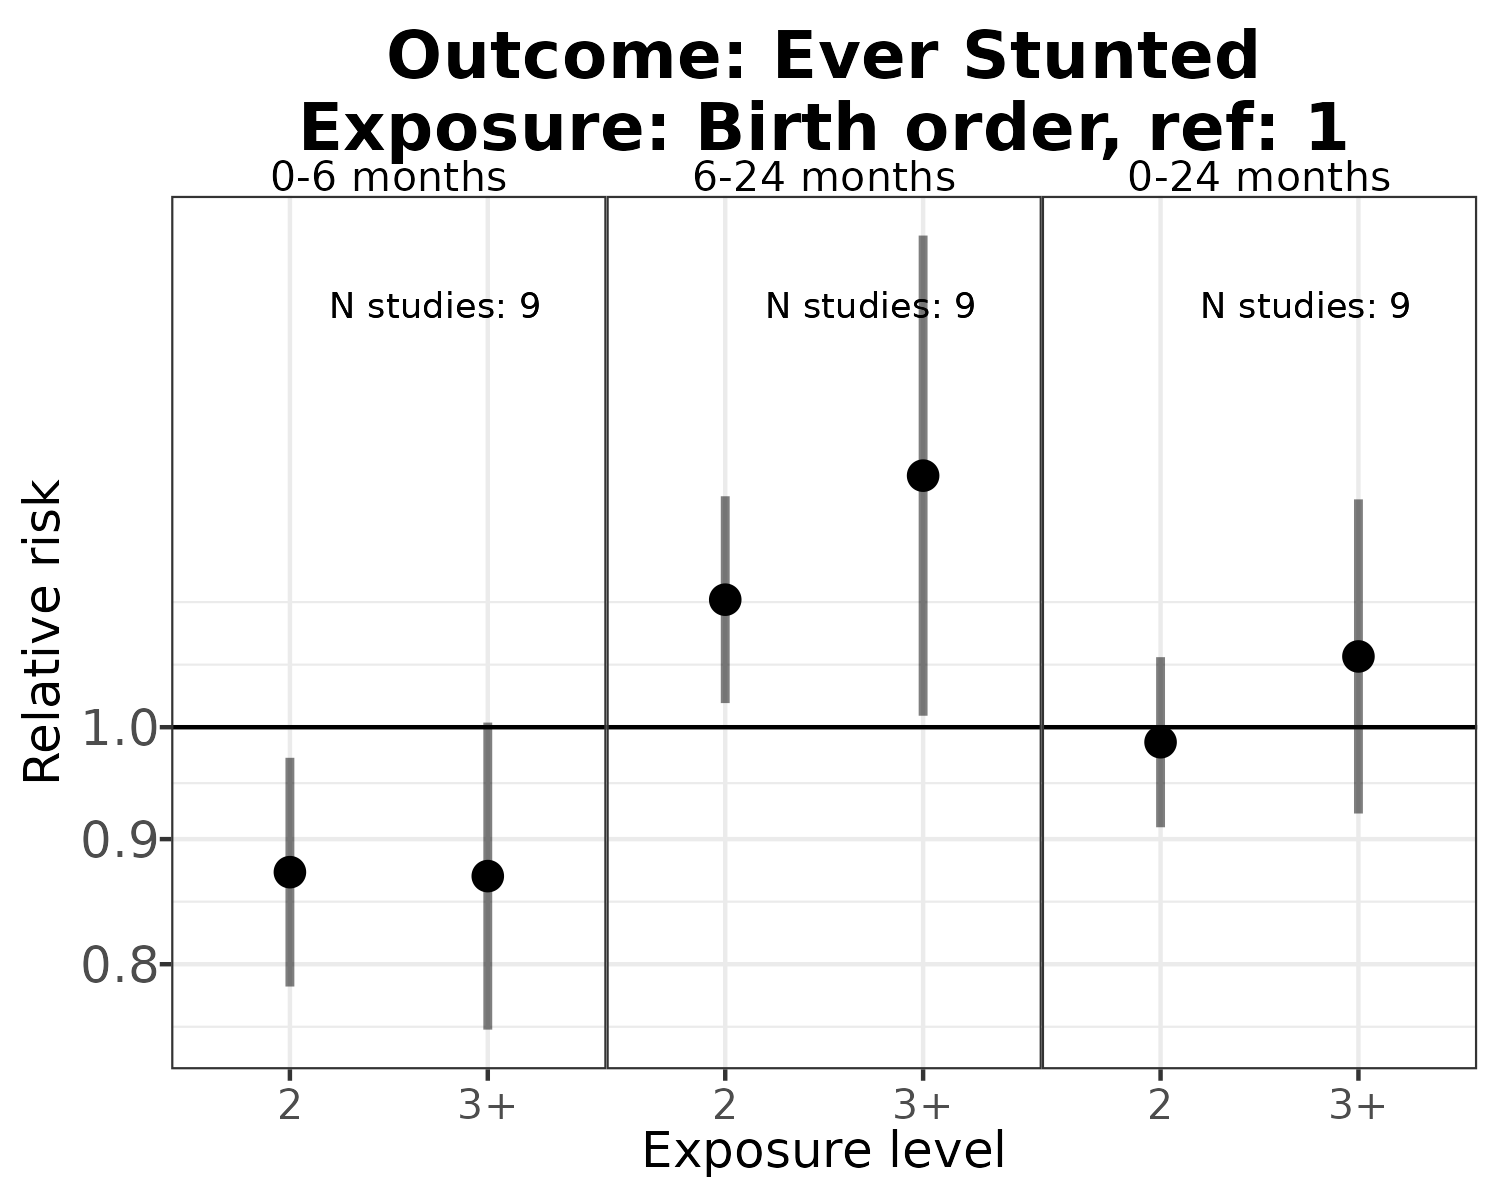 Outcome: Ever Stunted
Exposure: Birth order, ref: 1
0-6 months
6-24 months
0-24 months
N studies: 9
N studies: 9
N studies: 9
Relative risk
1.0
0.9
0.8
2
3+
2
3+
2
3+
Exposure level